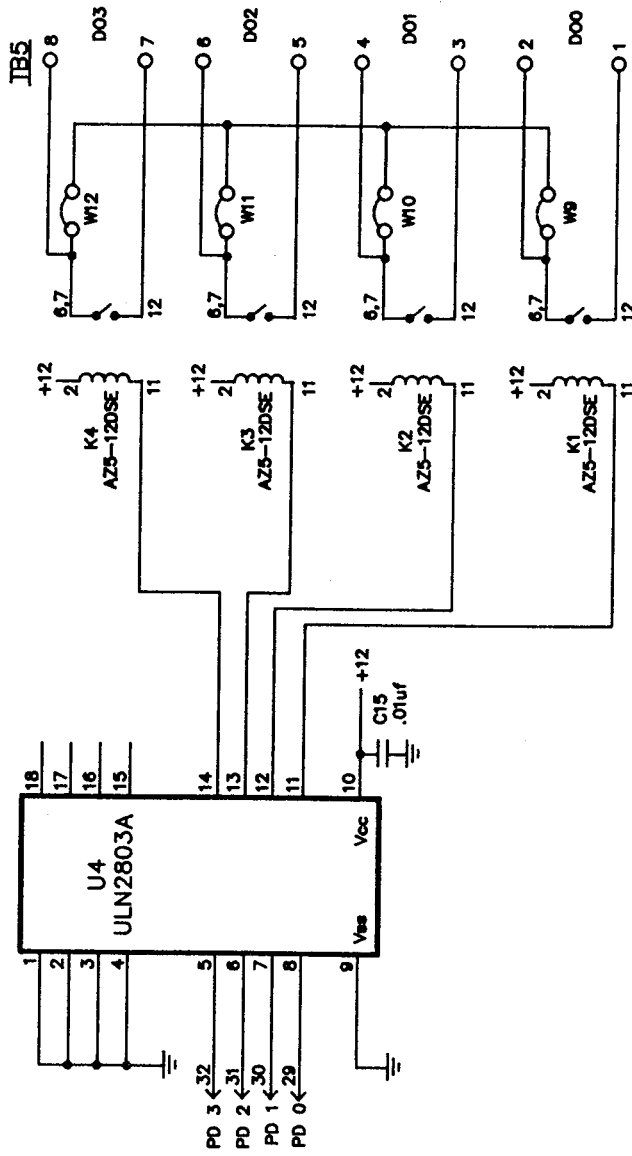 TB5
8
DO3
7
6
DO2
5
4
DO1
3
2
DO0
1
W12
W11
W10
W9
6,7
12
6,7
12
6,7
12
6,7
12
+12
2
11
K4
AZ5-12DSE
+12
2
11
K3
AZ5-12DSE
+12
2
11
K2
AZ5-12DSE
+12
2
11
K1
AZ5-12DSE
+12
C15
.01uf
18
17
16
15
14
13
12
11
10
U4
ULN2803A
Vcc
Vss
1
2
3
4
5
6
7
8
9
PD 3
32
PD 2
31
PD 1
30
PD 0
29